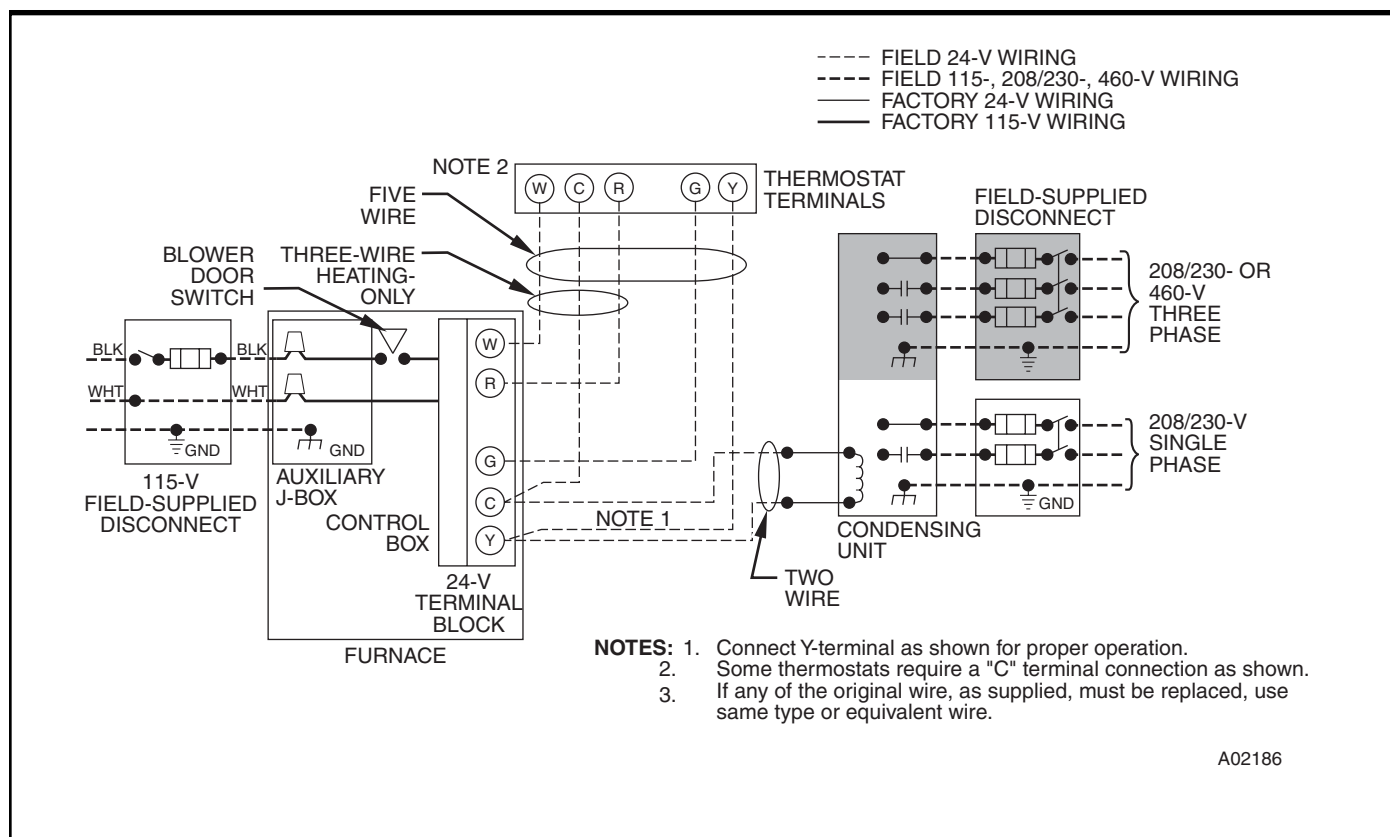 FIELD 24-V WIRING
FIELD 115-, 208/230-, 460-V WIRING
FACTORY 24-V WIRING
FACTORY 115-V WIRING
NOTE 2
W C R G Y
THERMOSTAT
TERMINALS
FIVE
WIRE
THREE-WIRE
HEATING-
ONLY
BLOWER
DOOR
SWITCH
FIELD-SUPPLIED
DISCONNECT
208/230- OR
460-V
THREE
PHASE
BLK
BLK
WHT
WHT
GND
GND
W
R
G
C
Y
115-V
FIELD-SUPPLIED
DISCONNECT
AUXILIARY
J-BOX
CONTROL
BOX
24-V
TERMINAL
BLOCK
FURNACE
NOTE 1
TWO
WIRE
CONDENSING
UNIT
208/230-V
SINGLE
PHASE
GND
NOTES: 1. Connect Y-terminal as shown for proper operation.
2. Some thermostats require a "C" terminal connection as shown.
3. If any of the original wire, as supplied, must be replaced, use
same type or equivalent wire.
A02186